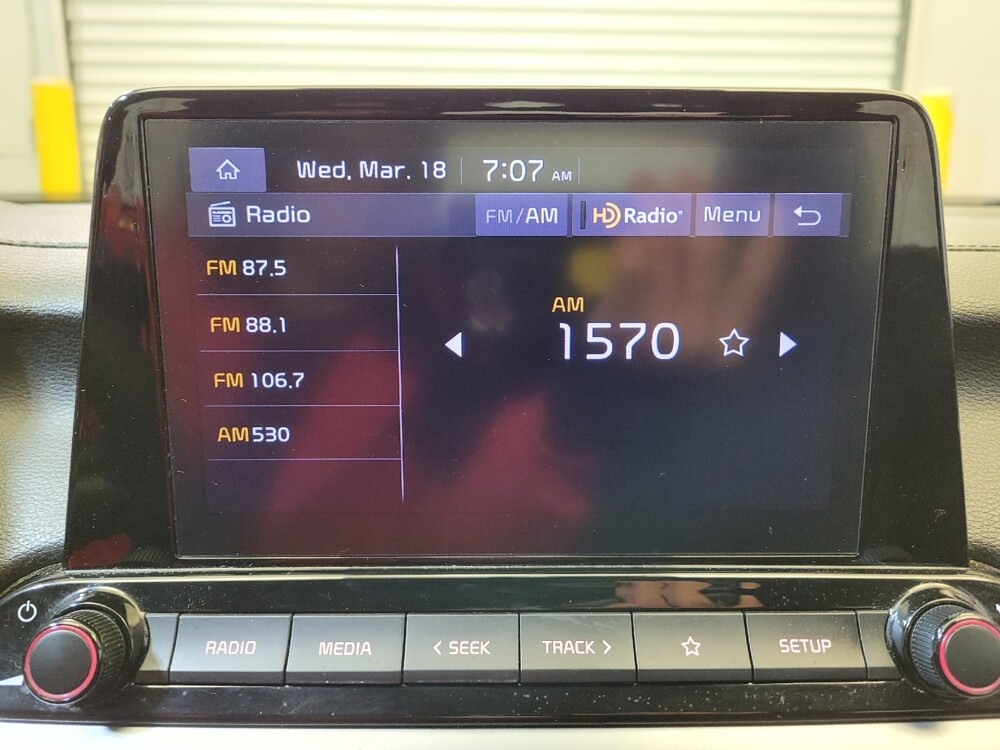 Wed, Mar. 18 7:07 AM
Radio FM/AM HD Radio® Menu
FM 87.5
FM 88.1
FM 106.7
AM 530
AM
1570
RADIO MEDIA < SEEK TRACK > SETUP